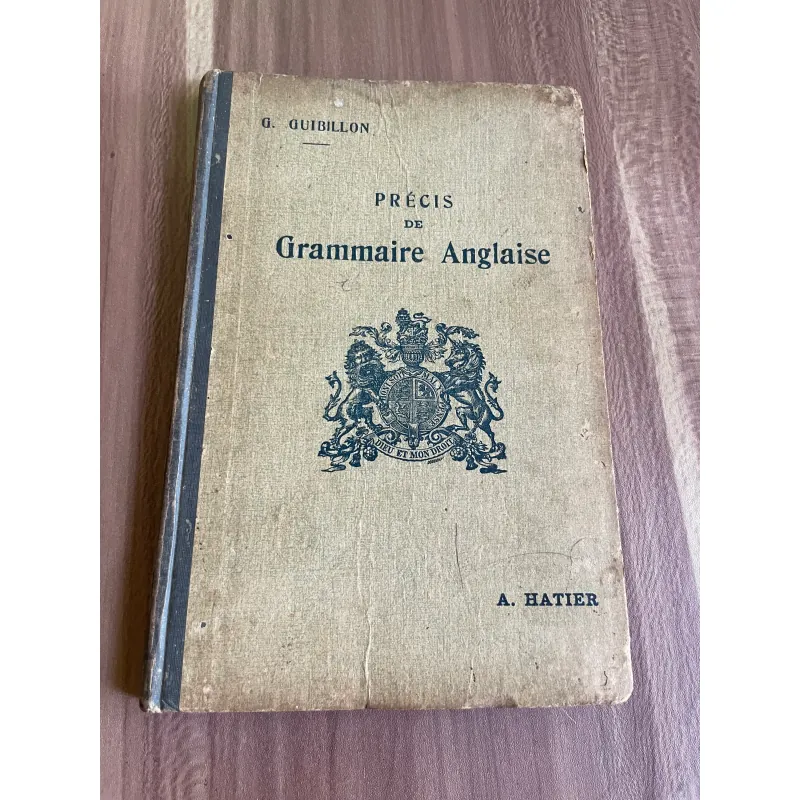 G. GUIBILLON
PRÉCIS
DE
Grammaire Anglaise
DIEU ET MON DROIT
A. HATIER